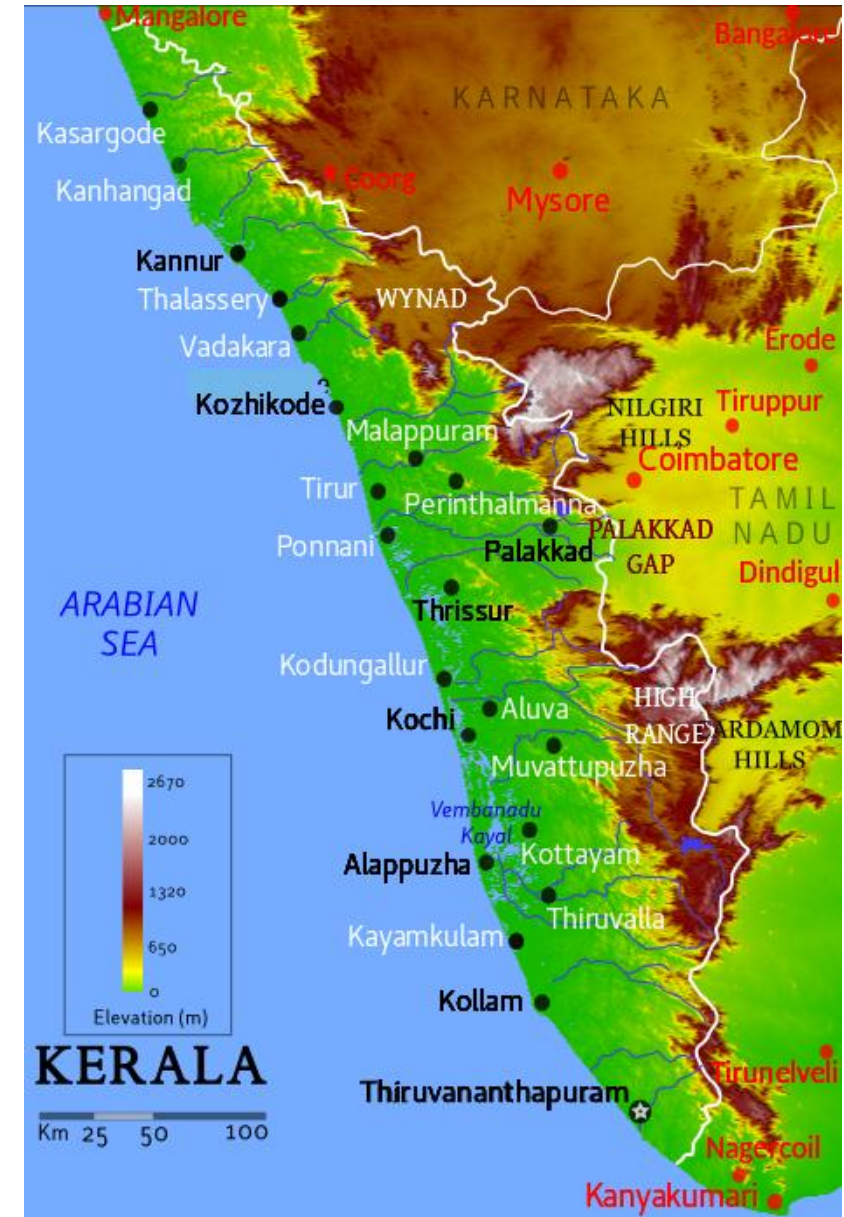 Mangalore
Bangalore
KARNATAKA
Kasargode
Kanhangad
Coorg
Mysore
Kannur
Thalassery
WYNAD
Vadakara
Erode
Kozhikode
NILGIRI
HILLS
Tiruppur
Malappuram
Coimbatore
Tirur
Perinthalmanna
TAMIL
NADU
Ponnani
Palakkad
PALAKKAD
GAP
Dindigul
Thrissur
ARABIAN
SEA
Kodungallur
HIGH
RANGE
Kochi
Aluva
CARDAMOM
HILLS
Muvattupuzha
2670
2000
1320
650
0
Elevation (m)
Vembanadu
Kayal
Kottayam
Alappuzha
Thiruvalla
Kayamkulam
Kollam
KERALA
Km 25 50 100
Thiruvananthapuram
Tirunelveli
Nagercoil
Kanyakumari